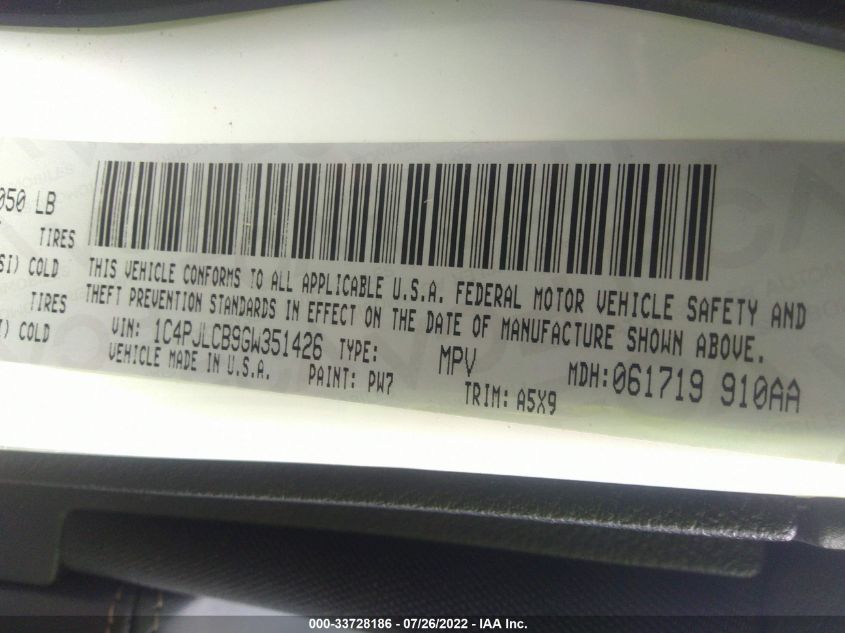 050 LB
TIRES
SI) COLD
TIRES
SI) COLD
THIS VEHICLE CONFORMS TO ALL APPLICABLE U.S.A. FEDERAL MOTOR VEHICLE SAFETY AND
THEFT PREVENTION STANDARDS IN EFFECT ON THE DATE OF MANUFACTURE SHOWN ABOVE.
VIN: 1C4PJLCB9GW351426 TYPE: MPV MDH: 061719 910AA
VEHICLE MADE IN U.S.A. PAINT: PW7 TRIM: A5X9
000-33728186 - 07/26/2022 - IAA Inc.